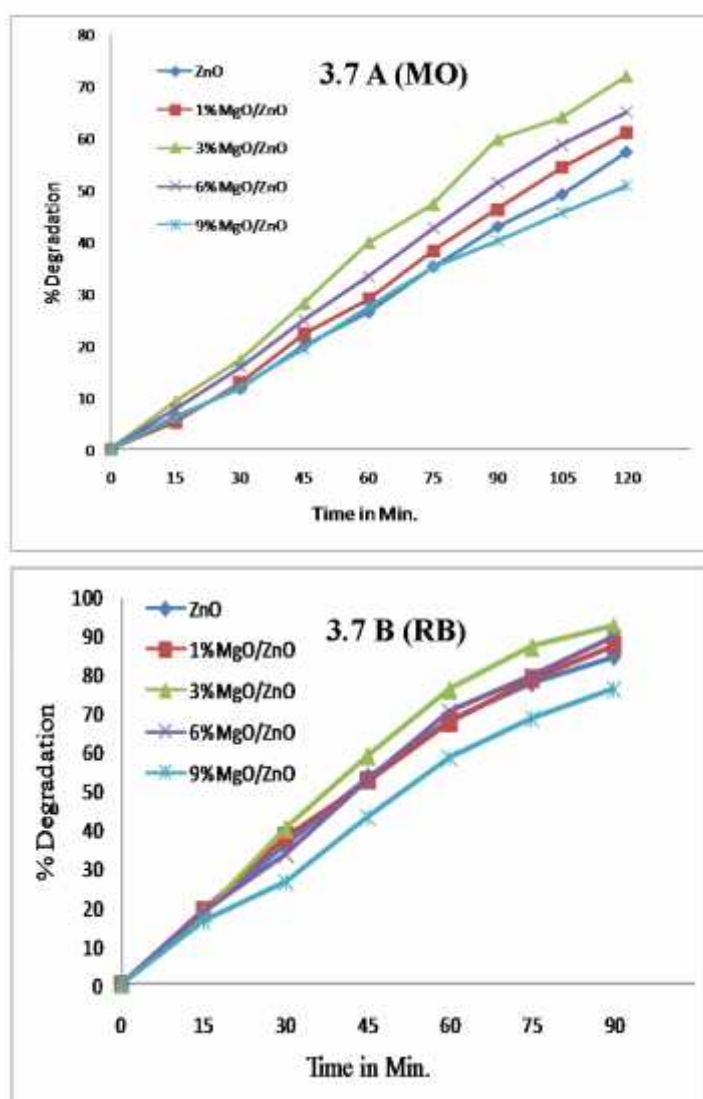 3.7 A (MO)
80
70
60
50
40
30
20
10
0
% Degradation
ZnO
1%MgO/ZnO
3%MgO/ZnO
6%MgO/ZnO
9%MgO/ZnO
0 15 30 45 60 75 90 105 120
Time in Min.
3.7 B (RB)
100
90
80
70
60
50
40
30
20
10
0
% Degradation
ZnO
1%MgO/ZnO
3%MgO/ZnO
6%MgO/ZnO
9%MgO/ZnO
0 15 30 45 60 75 90
Time in Min.